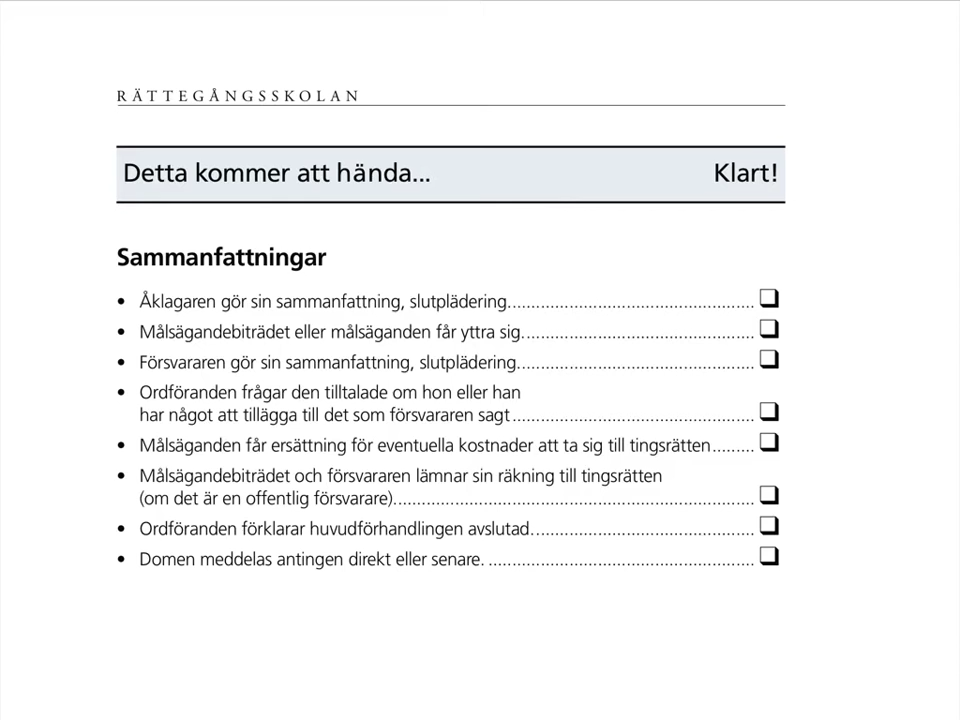 RÄTTEGÅNGSSKOLAN
Detta kommer att hända... Klart!
Sammanfattningar
• Åklagaren gör sin sammanfattning, slutplädering.................................................... ❑
• Målsägandebiträdet eller målsäganden får yttra sig................................................. ❑
• Försvararen gör sin sammanfattning, slutplädering.................................................. ❑
• Ordföranden frågar den tilltalade om hon eller han
har något att tillägga till det som försvararen sagt................................................... ❑
• Målsäganden får ersättning för eventuella kostnader att ta sig till tingsrätten......... ❑
• Målsägandebiträdet och försvararen lämnar sin räkning till tingsrätten
(om det är en offentlig försvarare)............................................................................ ❑
• Ordföranden förklarar huvudförhandlingen avslutad............................................... ❑
• Domen meddelas antingen direkt eller senare. ........................................................ ❑